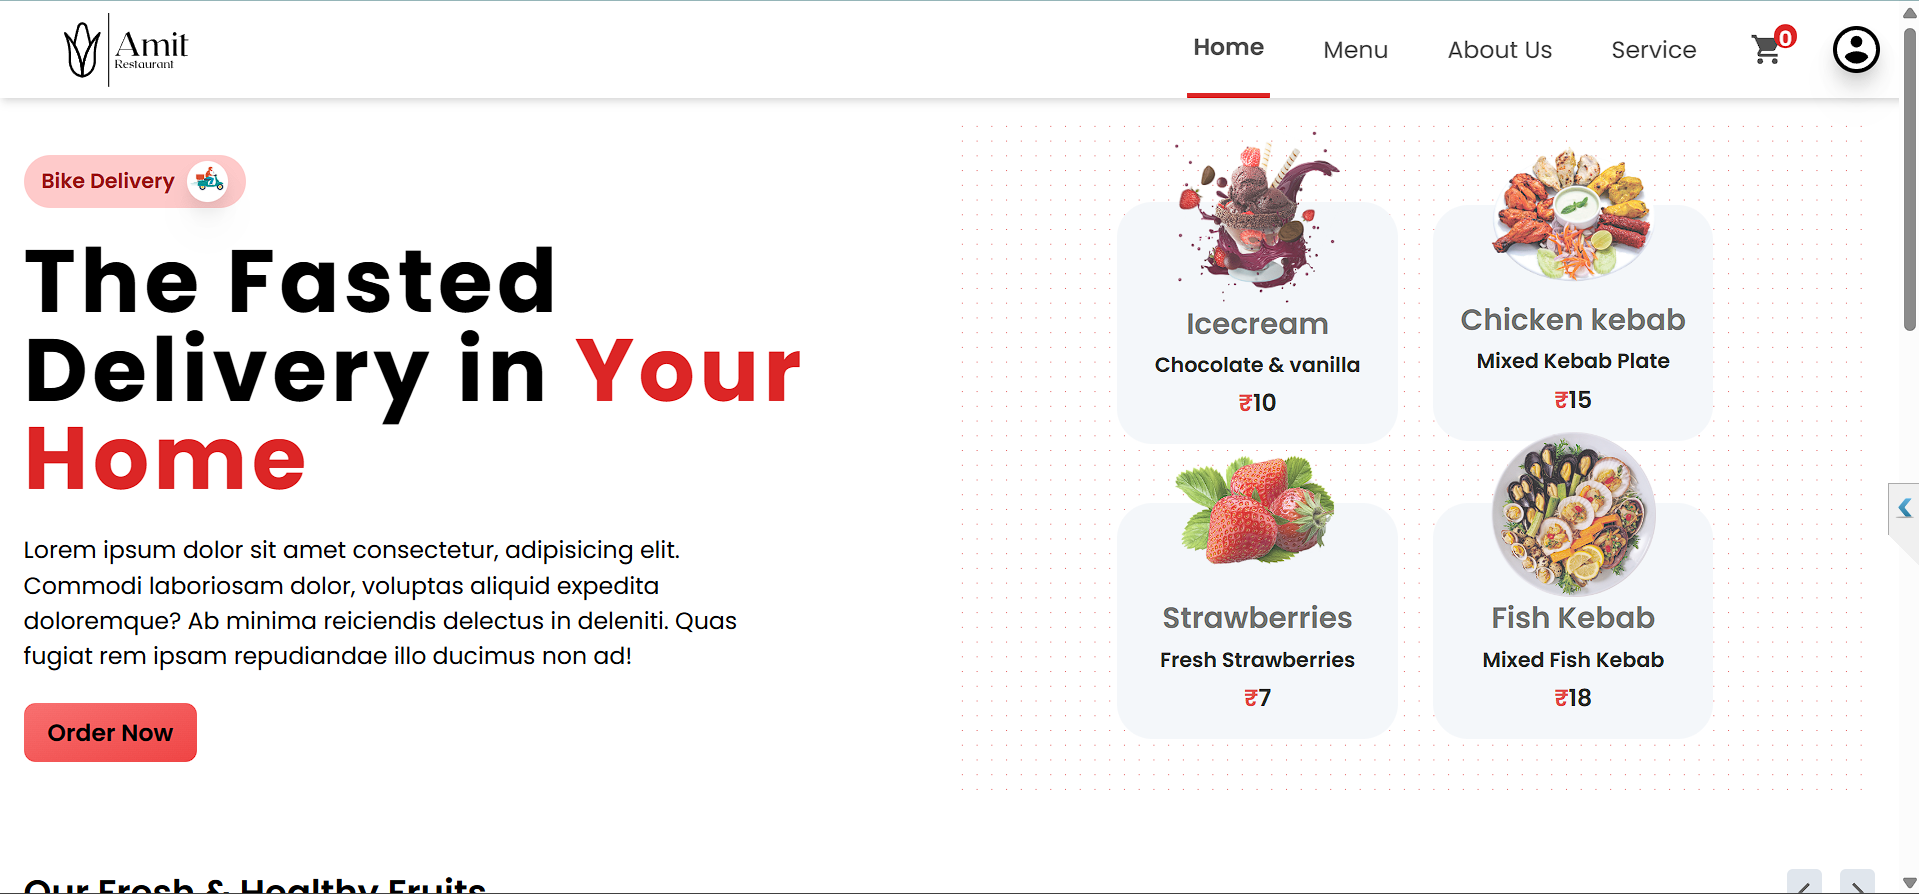 Amit
Restaurant
Home
Menu
About Us
Service
0
Bike Delivery
The Fasted
Delivery in Your
Home
Lorem ipsum dolor sit amet consectetur, adipisicing elit.
Commodi laboriosam dolor, voluptas aliquid expedita
doloremque? Ab minima reiciendis delectus in deleniti. Quas
fugiat rem ipsam repudiandae illo ducimus non ad!
Order Now
Icecream
Chocolate & vanilla
₹10
Chicken kebab
Mixed Kebab Plate
₹15
Strawberries
Fresh Strawberries
₹7
Fish Kebab
Mixed Fish Kebab
₹18
Our Fresh & Healthy Fruits